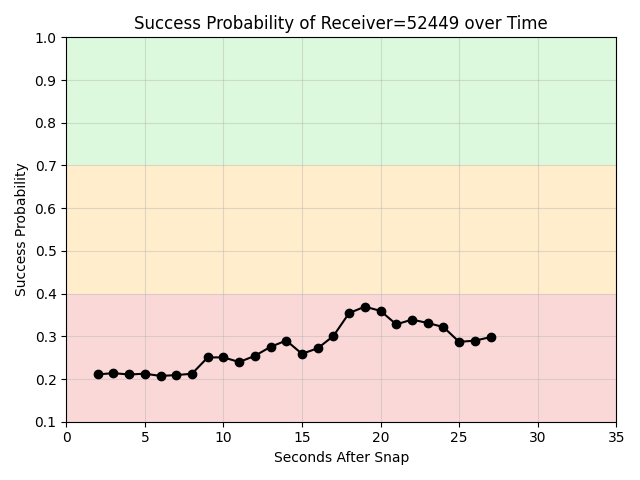 Success Probability of Receiver=52449 over Time
1.0
0.9
0.8
0.7
0.6
0.5
0.4
0.3
0.2
0.1
Success Probability
0 5 10 15 20 25 30 35
Seconds After Snap